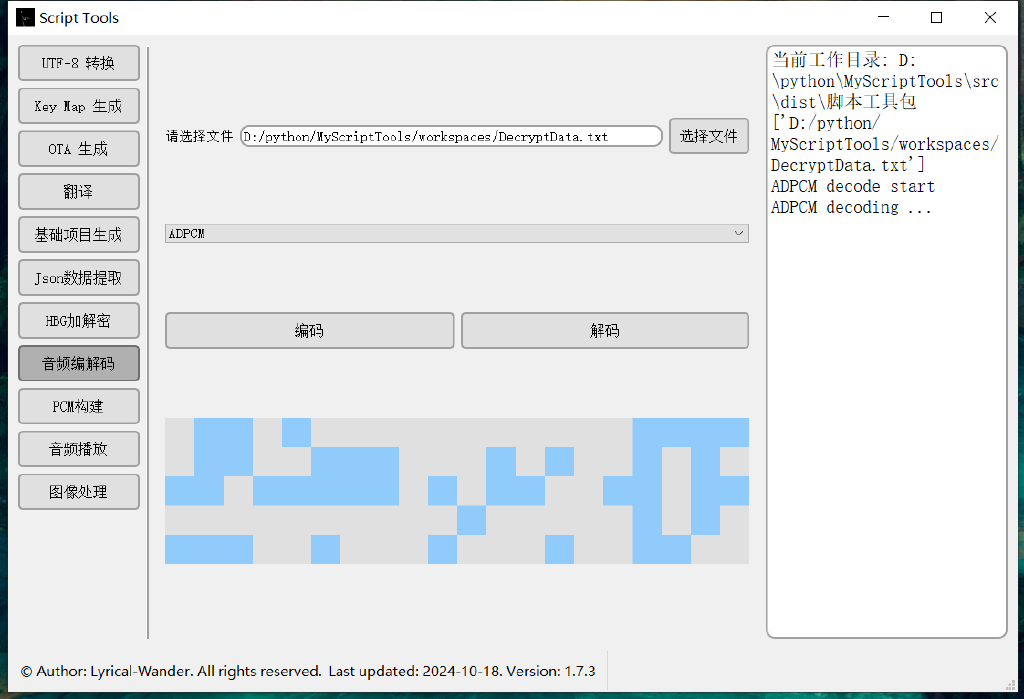 Script Tools
UTF-8 转换
Key Map 生成
OTA 生成
翻译
基础项目生成
Json数据提取
HBG加解密
音频编解码
PCM构建
音频播放
图像处理
请选择文件 D:/python/MyScriptTools/workspaces/DecryptData.txt 选择文件
ADPCM
编码 解码
当前工作目录: D:
\python\MyScriptTools\src
\dist\脚本工具包
['D:/python/
MyScriptTools/workspaces/
DecryptData.txt']
ADPCM decode start
ADPCM decoding ...
© Author: Lyrical-Wander. All rights reserved. Last updated: 2024-10-18. Version: 1.7.3